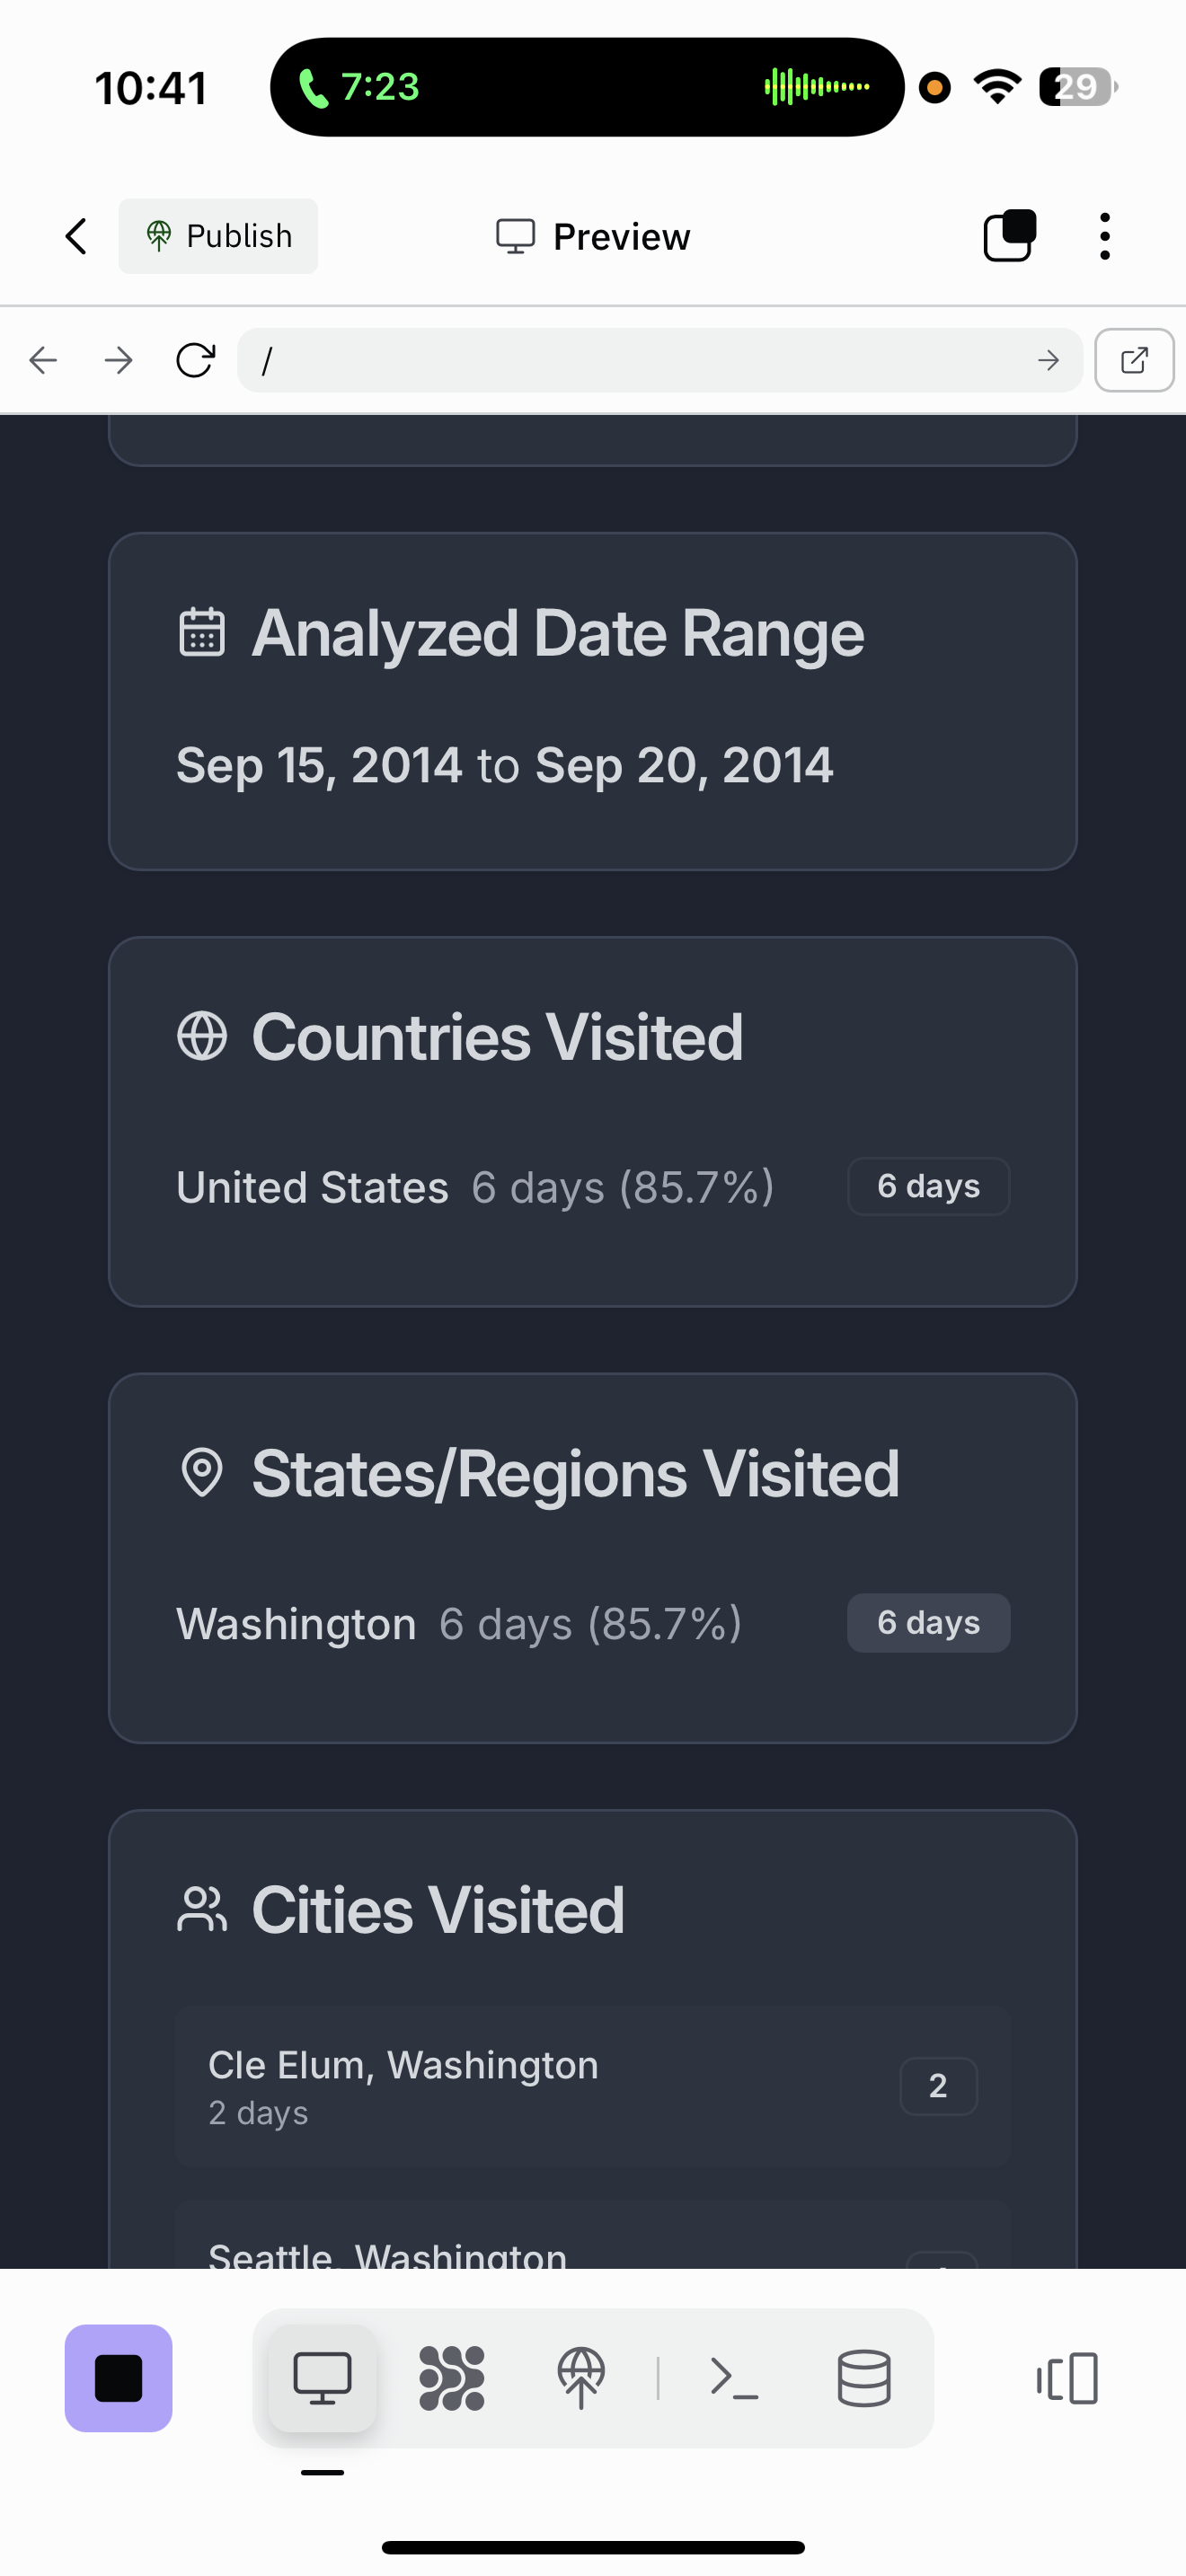 10:41
7:23
29
Publish
Preview
/
Analyzed Date Range
Sep 15, 2014 to Sep 20, 2014
Countries Visited
United States 6 days (85.7%) 6 days
States/Regions Visited
Washington 6 days (85.7%) 6 days
Cities Visited
Cle Elum, Washington
2 days
2
Seattle, Washington